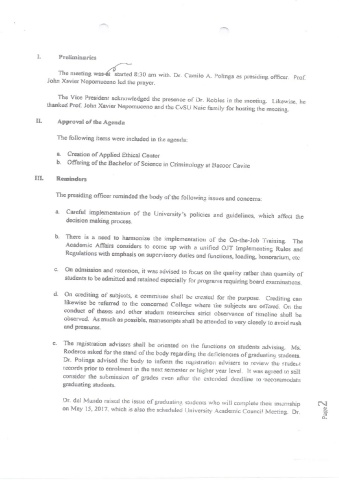 I. Preliminaries
The meeting was started 8:30 am with Dr. Camilo A. Polinga as presiding officer. Prof.
John Xavier Nepomuceno led the prayer.
The Vice President acknowledged the presence of Dr. Robles in the meeting. Likewise, he
thanked Prof. John Xavier Nepomuceno and the CvSU Naic family for hosting the meeting.
II. Approval of the Agenda
The following items were included in the agenda:
a. Creation of Applied Ethical Center
b. Offering of the Bachelor of Science in Criminology at Bacoor Cavite
III. Reminders
The presiding officer reminded the body of the following issues and concerns:
a. Careful implementation of the University's policies and guidelines, which affect the
decision making process.
b. There is a need to harmonize the implementation of the On-the-Job Training. The
Academic Affairs considers to come up with a unified OJT Implementing Rules and
Regulations with emphasis on supervisory duties and functions, loading, honorarium, etc
c. On admission and retention, it was advised to focus on the quality rather than quantity of
students to be admitted and retained especially for programs requiring board examinations.
d. On crediting of subjects, a committee shall be created for the purpose. Crediting can
likewise be referred to the concerned College where the subjects are offered. On the
conduct of thesis and other student researches strict observance of timeline shall be
observed. As much as possible, manuscripts shall be attended to very closely to avoid rush
and pressures.
e. The registration advisers shall be oriented on the functions on students advising. Ms.
Rodenta asked for the stand of the body regarding the deficiencies of graduating students.
Dr. Polinga advised the body to inform the registration advisers to review the student
records prior to enrolment in the next semester or higher year level. It was agreed to still
consider the submission of grades even after the extended deadline to accommodate
graduating students.
Dr. del Mundo raised the issue of graduating students who will complete their internship
on May 15, 2017, which is also the scheduled University Academic Council Meeting. Dr.
Page 2